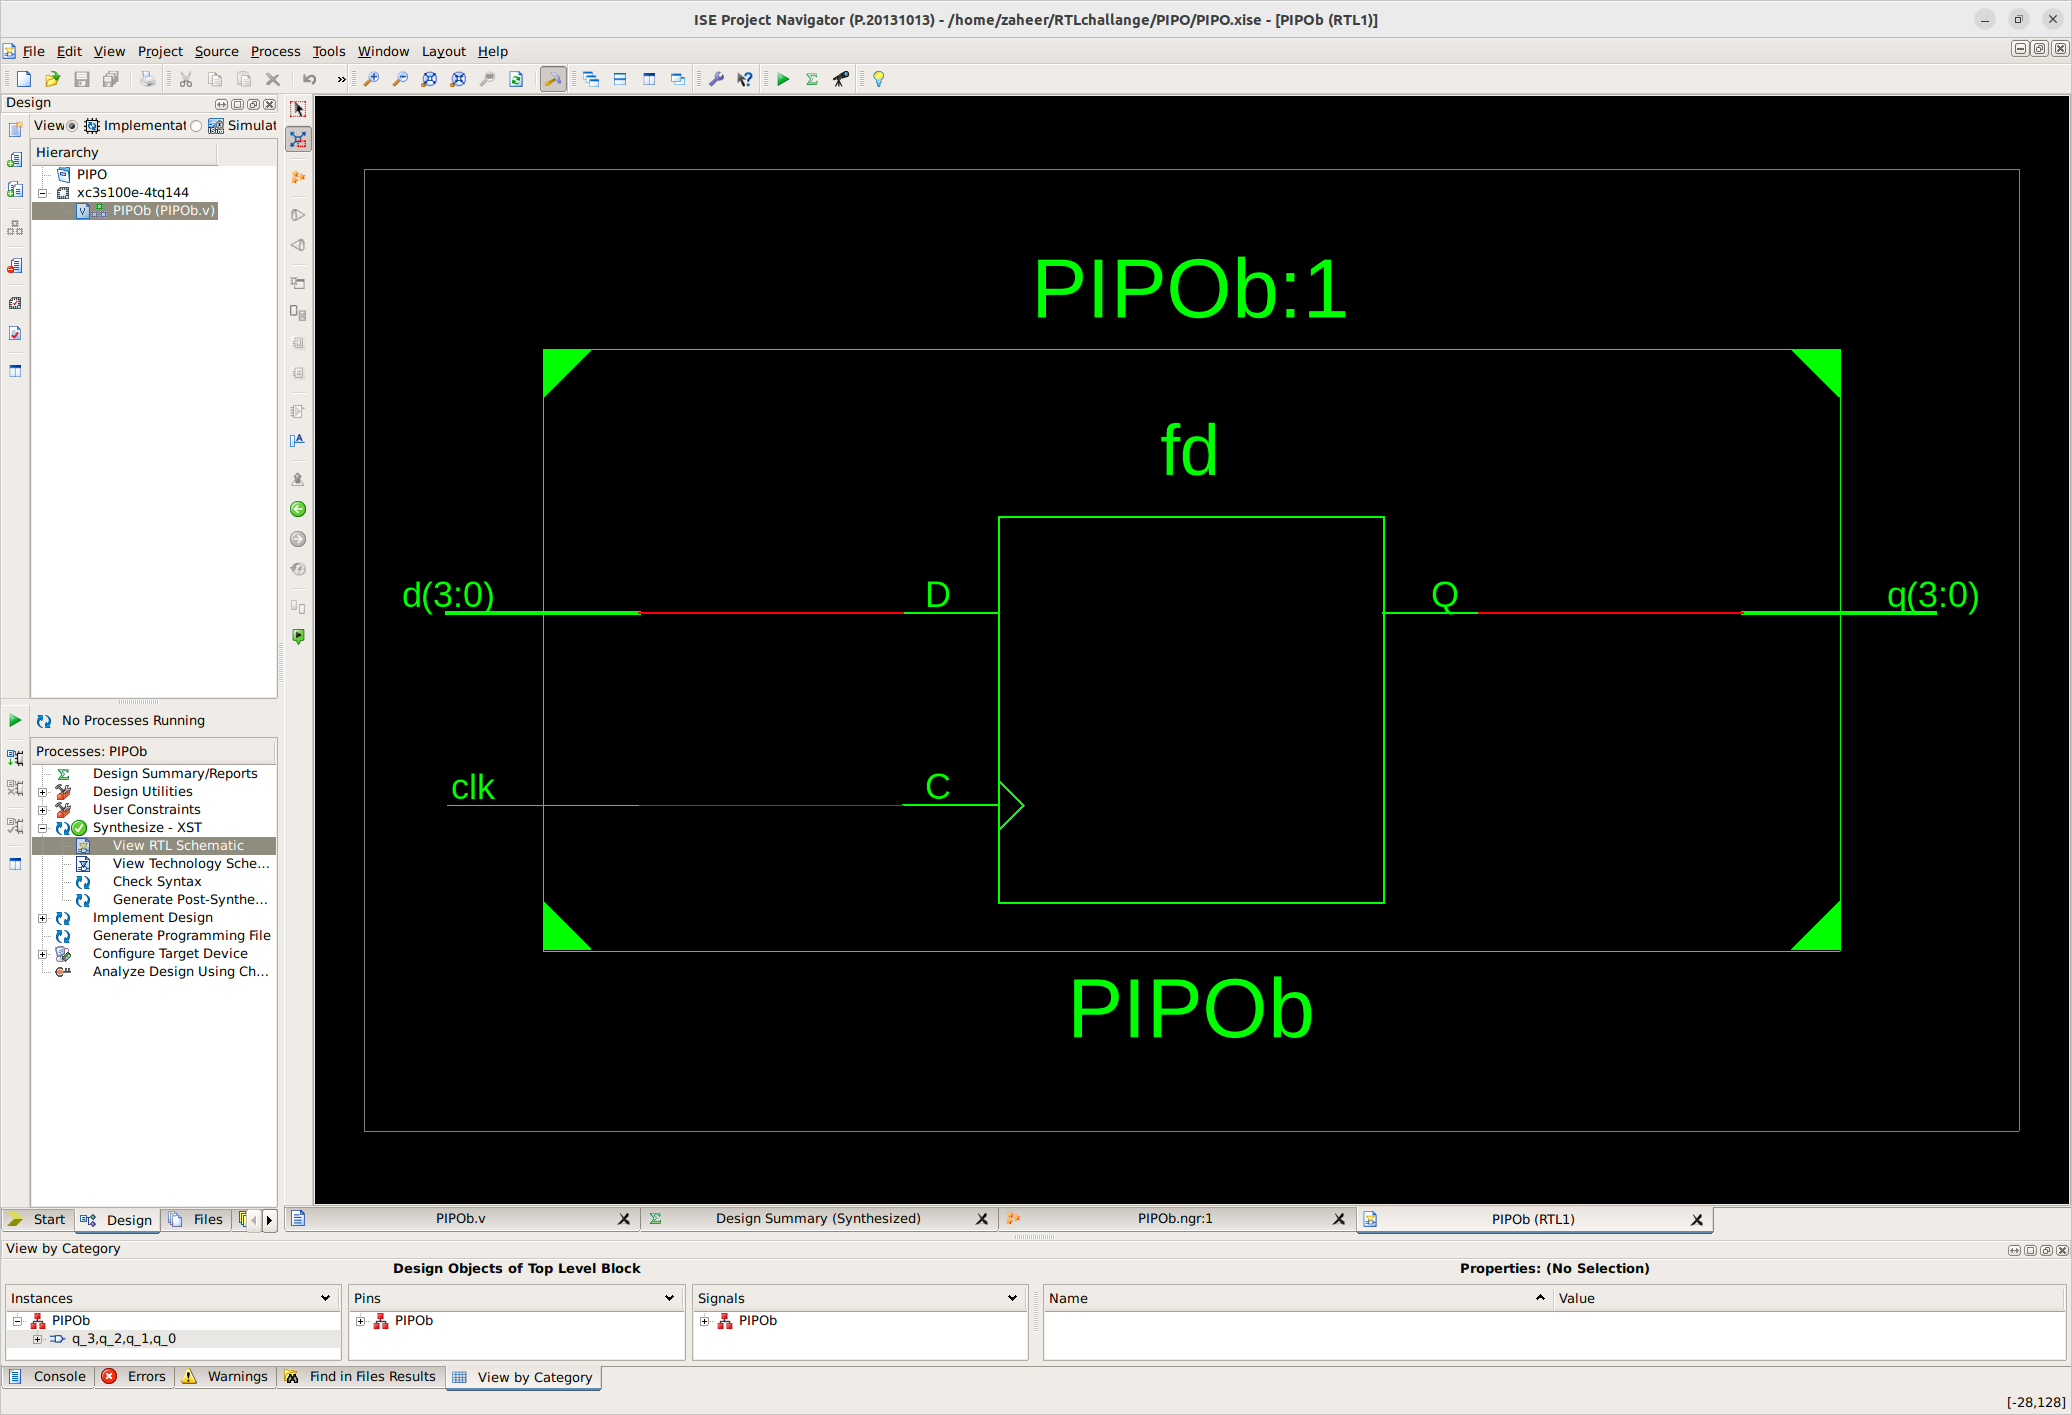 ISE Project Navigator (P.20131013) - /home/zaheer/RTLchallange/PIPO/PIPO.xise - [PIPOb (RTL1)]
File Edit View Project Source Process Tools Window Layout Help
»
Design
View Implementat Simulat
Hierarchy
PIPO
xc3s100e-4tq144
V PIPOb (PIPOb.v)
No Processes Running
Processes: PIPOb
Design Summary/Reports
Design Utilities
User Constraints
Synthesize - XST
View RTL Schematic
View Technology Sche...
Check Syntax
Generate Post-Synthe...
Implement Design
Generate Programming File
Configure Target Device
Analyze Design Using Ch...
Start Design Files
PIPOb:1
fd
d(3:0) D Q q(3:0)
clk C
PIPOb
PIPOb.v Design Summary (Synthesized) PIPOb.ngr:1 PIPOb (RTL1)
View by Category
Design Objects of Top Level Block Properties: (No Selection)
Instances Pins Signals Name Value
PIPOb PIPOb PIPOb
q_3,q_2,q_1,q_0
Console Errors Warnings Find in Files Results View by Category
[-28,128]